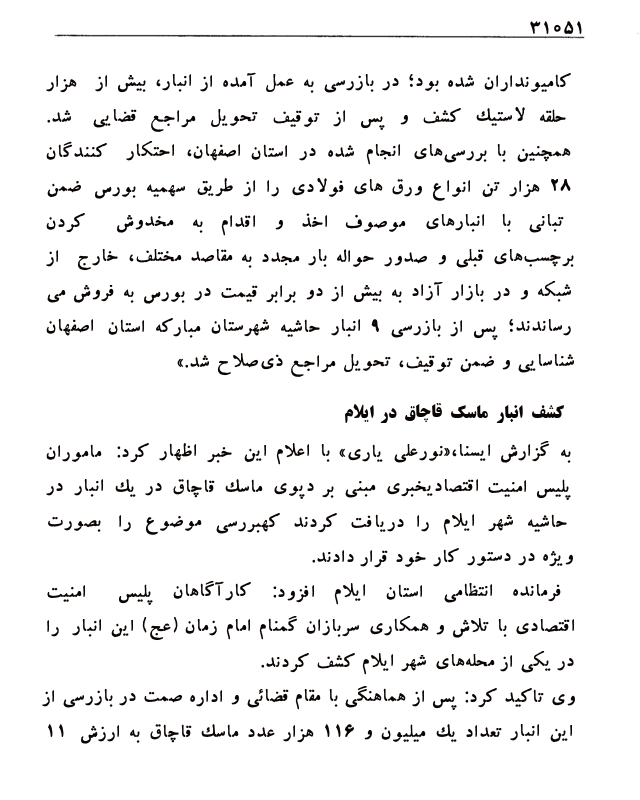 ۳۱۰۵۱
کامیونداران شده بود؛ در بازرسی به عمل آمده از انبار، بیش از هزار
حلقه لاستیك کشف و پس از توقیف تحویل مراجع قضایی شد.
همچنین با بررسی‌های انجام شده در استان اصفهان، احتکار کنندگان
۲۸ هزار تن انواع ورق های فولادی را از طریق سهمیه بورس ضمن
تبانی با انبارهای موصوف اخذ و اقدام به مخدوش کردن
برچسب‌های قبلی و صدور حواله بار مجدد به مقاصد مختلف، خارج از
شبکه و در بازار آزاد به بیش از دو برابر قیمت در بورس به فروش می
رساندند؛ پس از بازرسی ۹ انبار حاشیه شهرستان مبارکه استان اصفهان
شناسایی و ضمن توقیف، تحویل مراجع ذی‌صلاح شد.»
کشف انبار ماسک قاچاق در ایلام
به گزارش ایسنا،«نورعلی یاری» با اعلام این خبر اظهار کرد: ماموران
پلیس امنیت اقتصادیخبری مبنی بر دپوی ماسك قاچاق در یك انبار در
حاشیه شهر ایلام را دریافت کردند کهبررسی موضوع را بصورت
ویژه در دستور کار خود قرار دادند.
فرمانده انتظامی استان ایلام افزود: کارآگاهان پلیس امنیت
اقتصادی با تلاش و همکاری سربازان گمنام امام زمان (عج) این انبار را
در یکی از محله‌های شهر ایلام کشف کردند.
وی تاکید کرد: پس از هماهنگی با مقام قضائی و اداره صمت در بازرسی از
این انبار تعداد یك میلیون و ۱۱۶ هزار عدد ماسك قاچاق به ارزش ۱۱